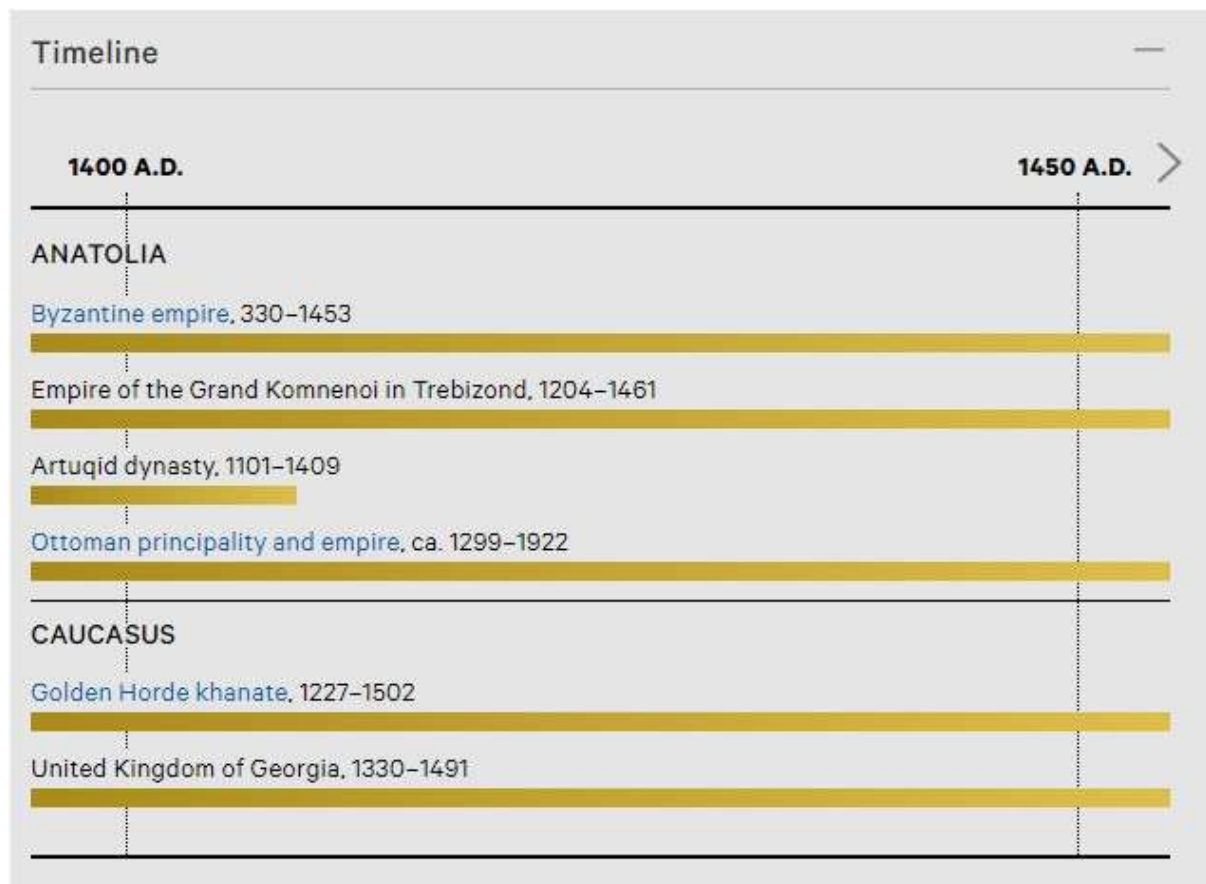 Timeline
1400 A.D. 1450 A.D.
ANATOLIA
Byzantine empire, 330–1453
Empire of the Grand Komnenoi in Trebizond, 1204–1461
Artuqid dynasty, 1101–1409
Ottoman principality and empire, ca. 1299–1922
CAUCASUS
Golden Horde khanate, 1227–1502
United Kingdom of Georgia, 1330–1491